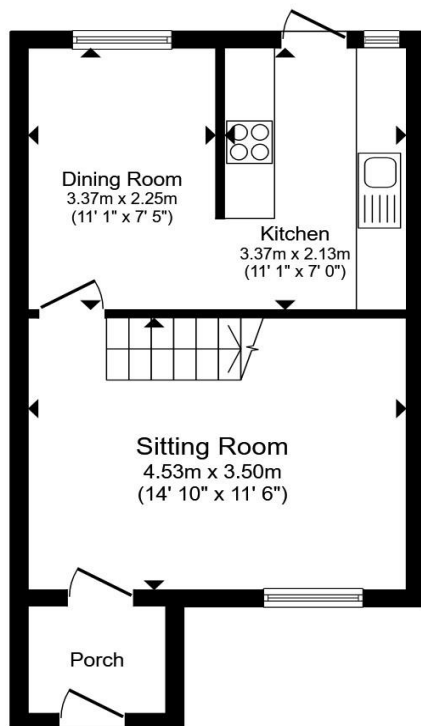 Dining Room
3.37m x 2.25m
(11' 1" x 7' 5")
Kitchen
3.37m x 2.13m
(11' 1" x 7' 0")
Sitting Room
4.53m x 3.50m
(14' 10" x 11' 6")
Porch